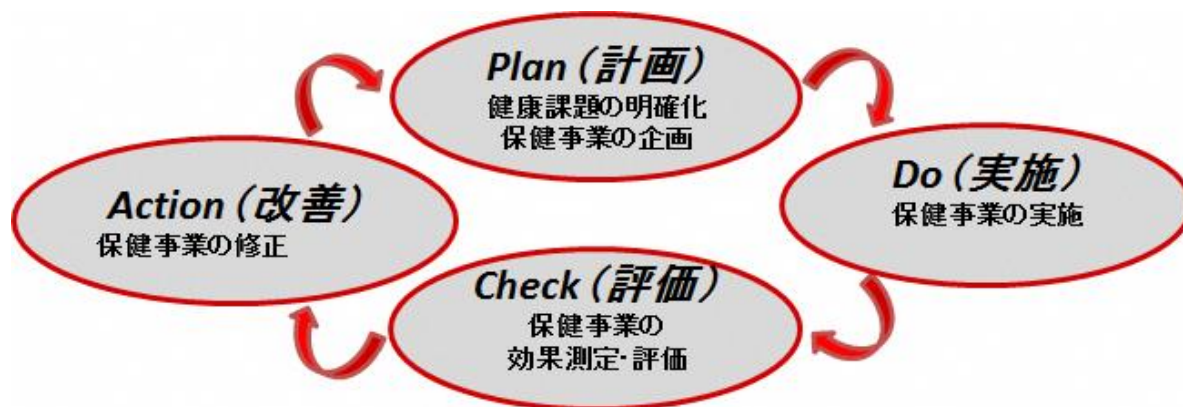 Plan（計画）
健康課題の明確化
保健事業の企画
Do（実施）
保健事業の実施
Check（評価）
保健事業の
効果測定・評価
Action（改善）
保健事業の修正